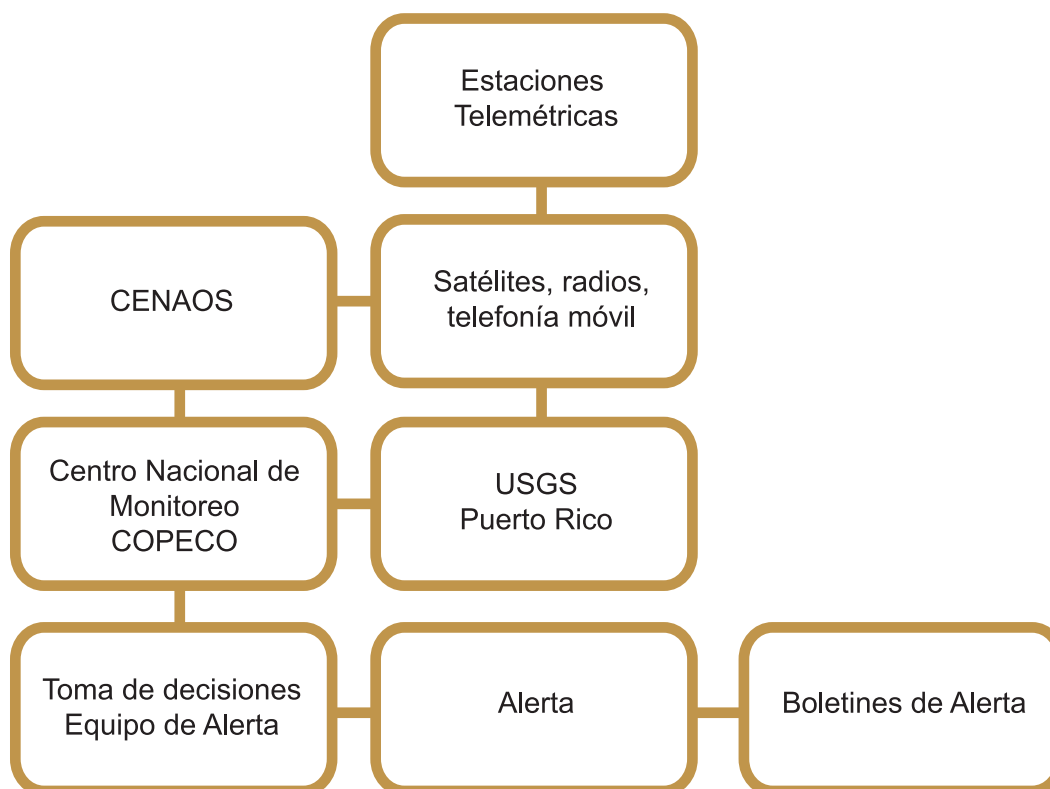 Estaciones
Telemétricas
CENAOS
Satélites, radios,
telefonía móvil
Centro Nacional de
Monitoreo
COPECO
USGS
Puerto Rico
Toma de decisiones
Equipo de Alerta
Alerta
Boletines de Alerta